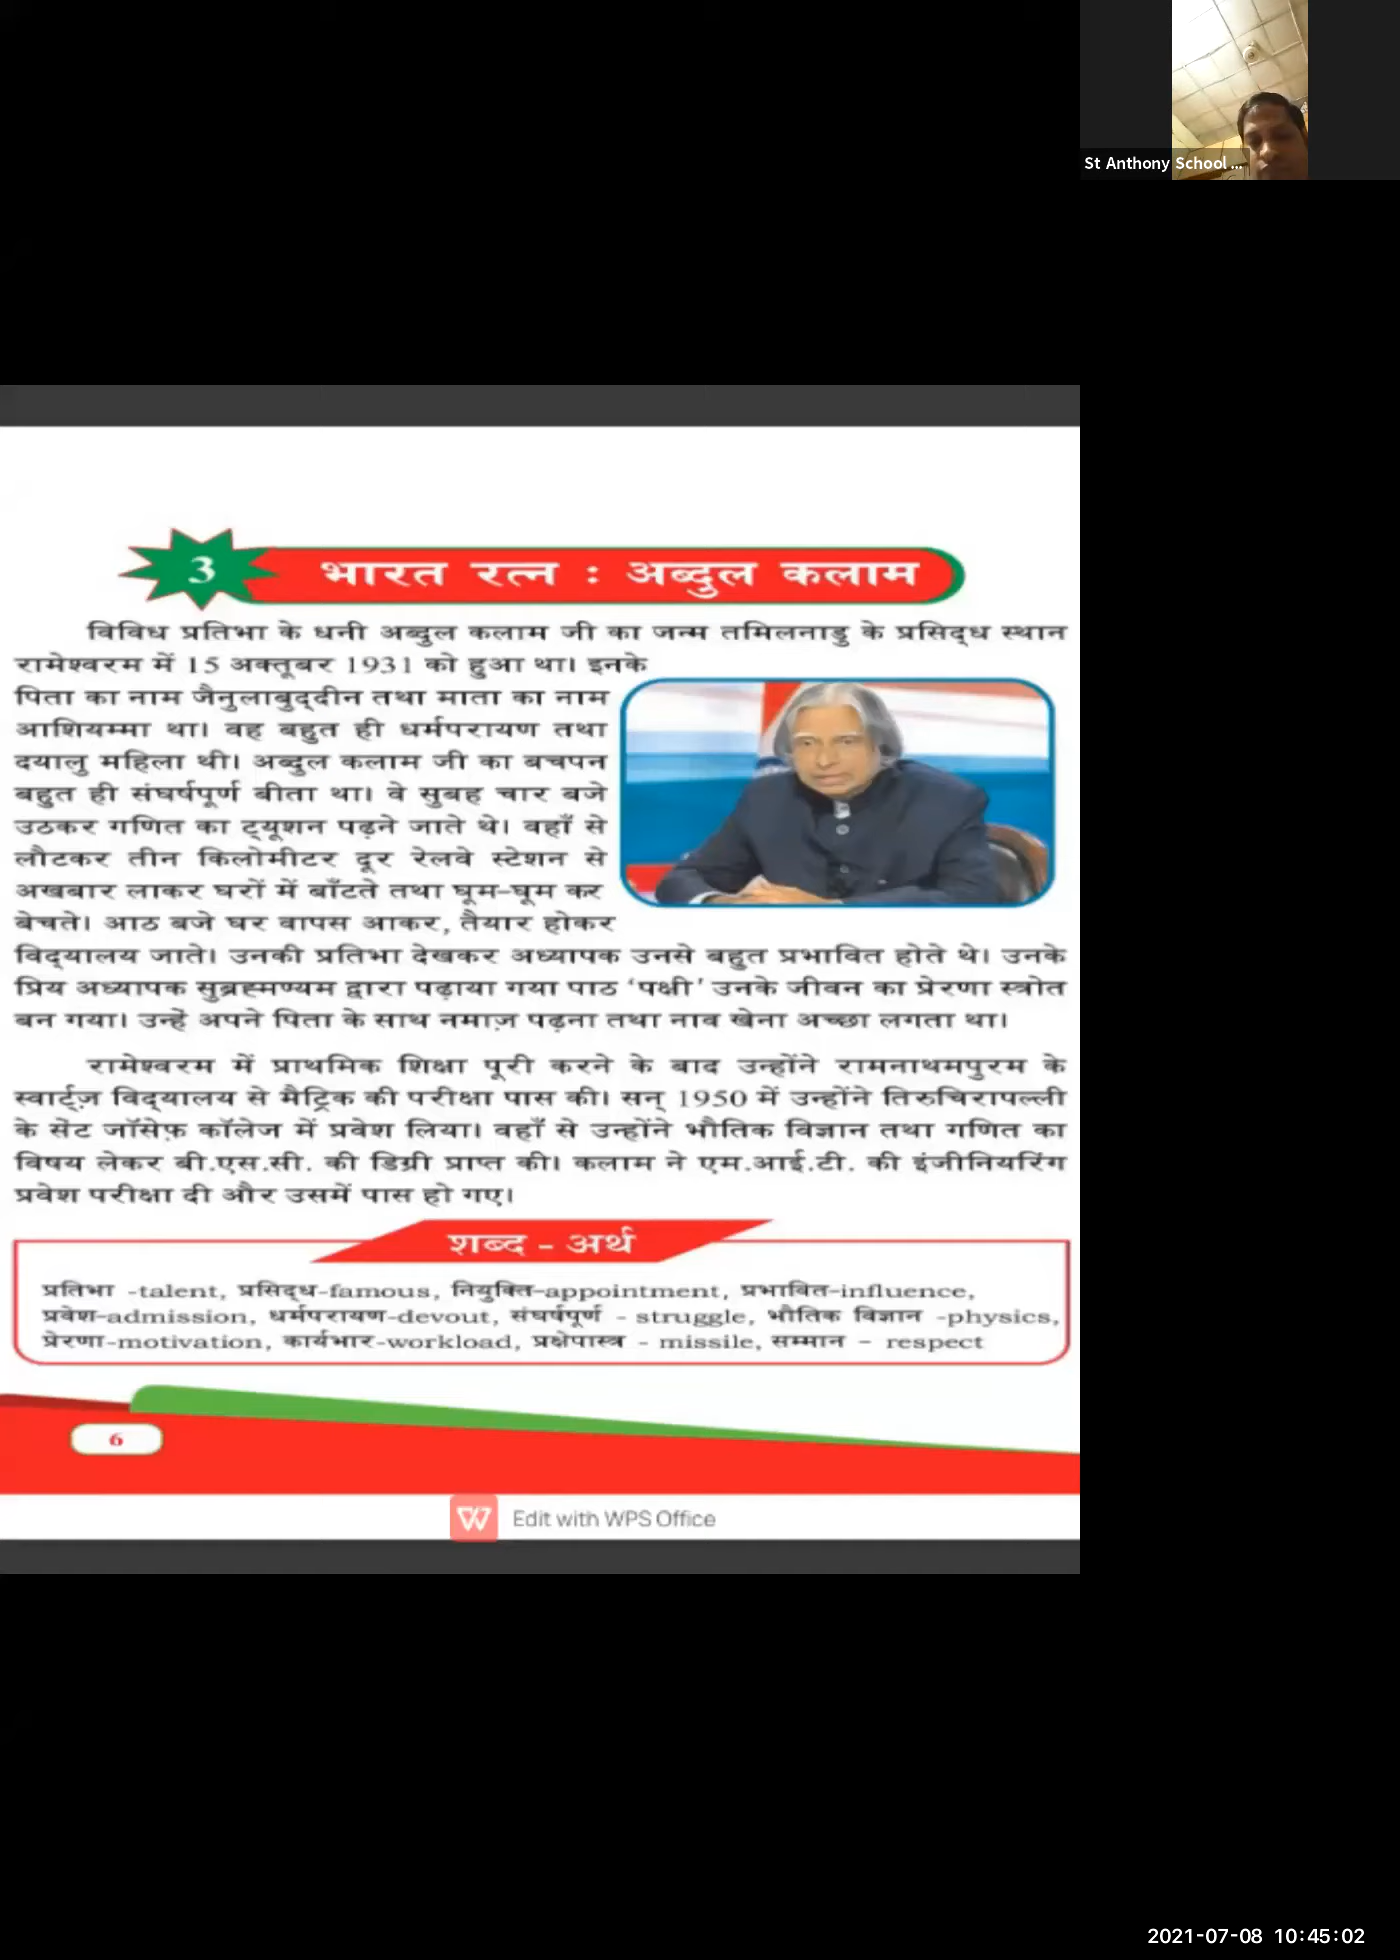 St Anthony School ...
3
भारत रत्न : अब्दुल कलाम
विविध प्रतिभा के धनी अब्दुल कलाम जी का जन्म तमिलनाडु के प्रसिद्ध स्थान
रामेश्वरम में 15 अक्तूबर 1931 को हुआ था। इनके
पिता का नाम जैनुलाबुद्दीन तथा माता का नाम
आशियम्मा था। वह बहुत ही धर्मपरायण तथा
दयालु महिला थी। अब्दुल कलाम जी का बचपन
बहुत ही संघर्षपूर्ण बीता था। वे सुबह चार बजे
उठकर गणित का ट्यूशन पढ़ने जाते थे। वहाँ से
लौटकर तीन किलोमीटर दूर रेलवे स्टेशन से
अखबार लाकर घरों में बाँटते तथा घूम-घूम कर
बेचते। आठ बजे घर वापस आकर, तैयार होकर
विद्यालय जाते। उनकी प्रतिभा देखकर अध्यापक उनसे बहुत प्रभावित होते थे। उनके
प्रिय अध्यापक सुब्रह्मण्यम द्वारा पढ़ाया गया पाठ ‘पक्षी’ उनके जीवन का प्रेरणा स्त्रोत
बन गया। उन्हें अपने पिता के साथ नमाज़ पढ़ना तथा नाव खेना अच्छा लगता था।
रामेश्वरम में प्राथमिक शिक्षा पूरी करने के बाद उन्होंने रामनाथमपुरम के
स्वार्ट्ज़ विद्यालय से मैट्रिक की परीक्षा पास की। सन् 1950 में उन्होंने तिरुचिरापल्ली
के सेंट जॉसेफ़ कॉलेज में प्रवेश लिया। वहाँ से उन्होंने भौतिक विज्ञान तथा गणित का
विषय लेकर बी.एस.सी. की डिग्री प्राप्त की। कलाम ने एम.आई.टी. की इंजीनियरिंग
प्रवेश परीक्षा दी और उसमें पास हो गए।
शब्द - अर्थ
प्रतिभा -talent, प्रसिद्ध-famous, नियुक्ति-appointment, प्रभावित-influence,
प्रवेश-admission, धर्मपरायण-devout, संघर्षपूर्ण - struggle, भौतिक विज्ञान -physics,
प्रेरणा-motivation, कार्यभार-workload, प्रक्षेपास्त्र - missile, सम्मान - respect
6
Edit with WPS Office
2021-07-08 10:45:02